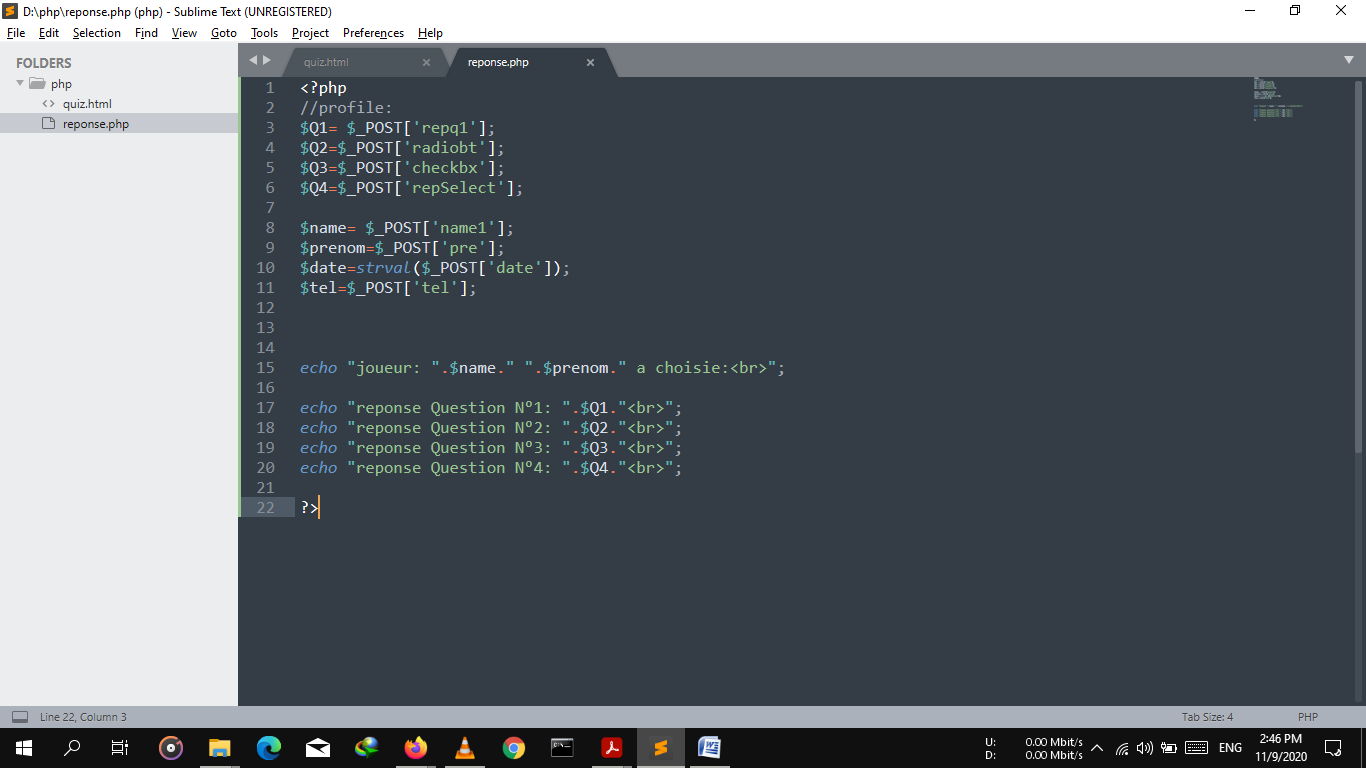 D:\php\reponse.php (php) - Sublime Text (UNREGISTERED)
File Edit Selection Find View Goto Tools Project Preferences Help
FOLDERS
php
quiz.html
reponse.php
quiz.html reponse.php
1 <?php
2 //profile:
3 $Q1= $_POST['repq1'];
4 $Q2=$_POST['radiobt'];
5 $Q3=$_POST['checkbx'];
6 $Q4=$_POST['repSelect'];
7
8 $name= $_POST['name1'];
9 $prenom=$_POST['pre'];
10 $date=strval($_POST['date']);
11 $tel=$_POST['tel'];
12
13
14
15 echo "joueur: ".$name." ".$prenom." a choisie:<br>";
16
17 echo "reponse Question Nº1: ".$Q1."<br>";
18 echo "reponse Question Nº2: ".$Q2."<br>";
19 echo "reponse Question Nº3: ".$Q3."<br>";
20 echo "reponse Question Nº4: ".$Q4."<br>";
21
22 ?>
Line 22, Column 3 Tab Size: 4 PHP
U: 0.00 Mbit/s
D: 0.00 Mbit/s
ENG
2:46 PM
11/9/2020